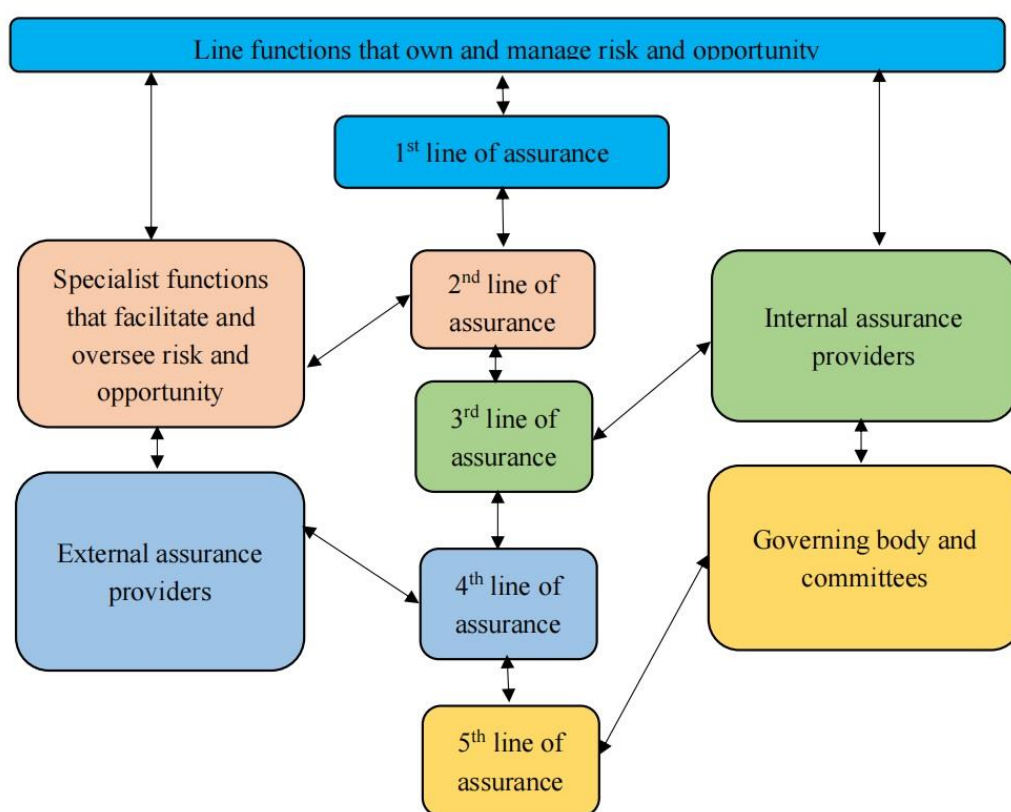 Line functions that own and manage risk and opportunity
1st line of assurance
Specialist functions
that facilitate and
oversee risk and
opportunity
2nd line of
assurance
Internal assurance
providers
3rd line of
assurance
External assurance
providers
4th line of
assurance
Governing body and
committees
5th line of
assurance